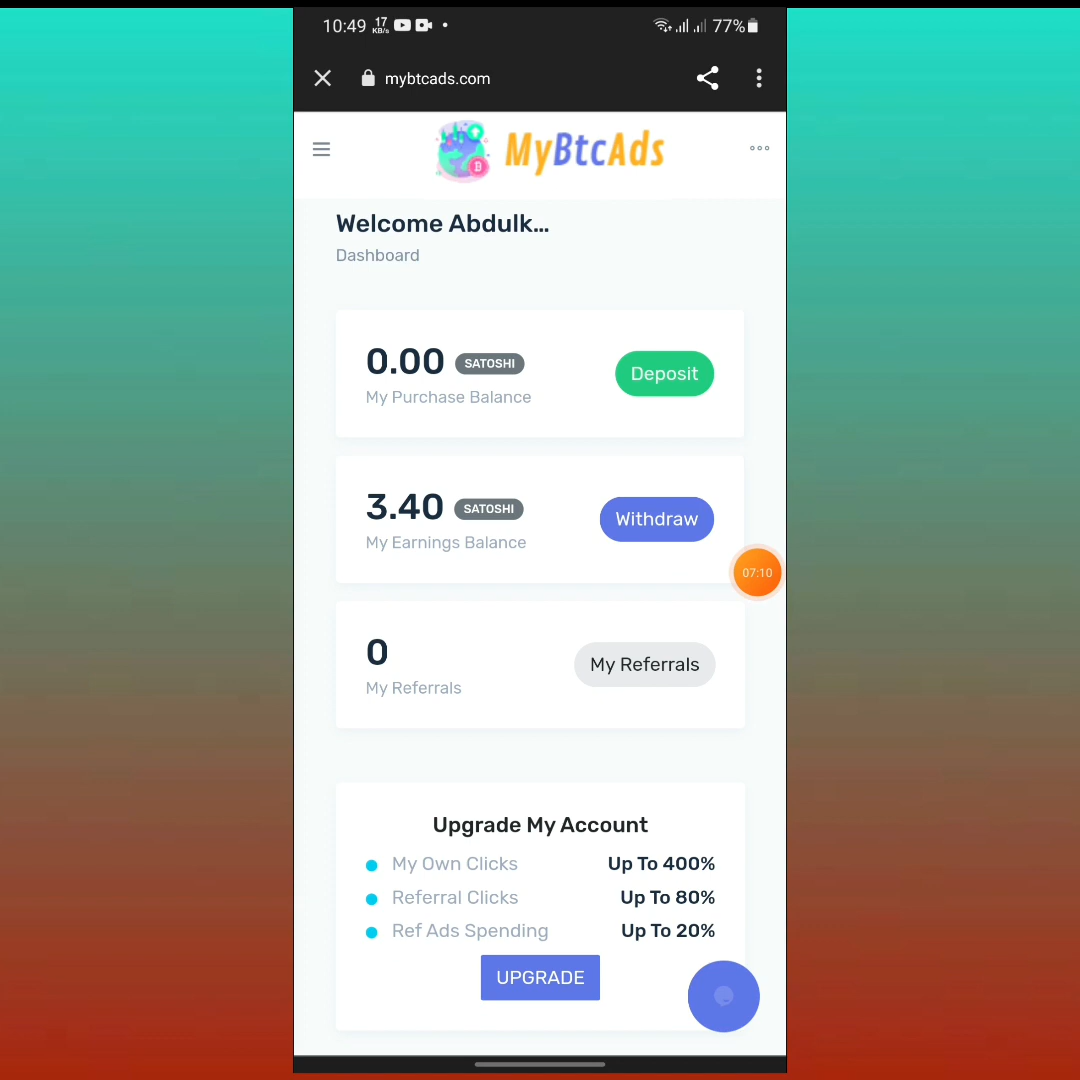 10:49 17 KB/s 77%
mybtcads.com
MyBtcAds
Welcome Abdulk...
Dashboard
0.00 SATOSHI
Deposit
My Purchase Balance
3.40 SATOSHI
Withdraw
My Earnings Balance
07:10
0
My Referrals
My Referrals
Upgrade My Account
My Own Clicks Up To 400%
Referral Clicks Up To 80%
Ref Ads Spending Up To 20%
UPGRADE